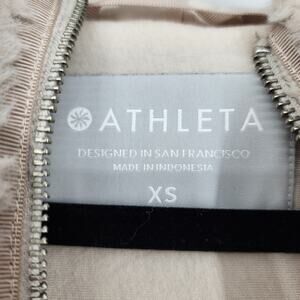 ATHLETA
DESIGNED IN SAN FRANCISCO
MADE IN INDONESIA
XS